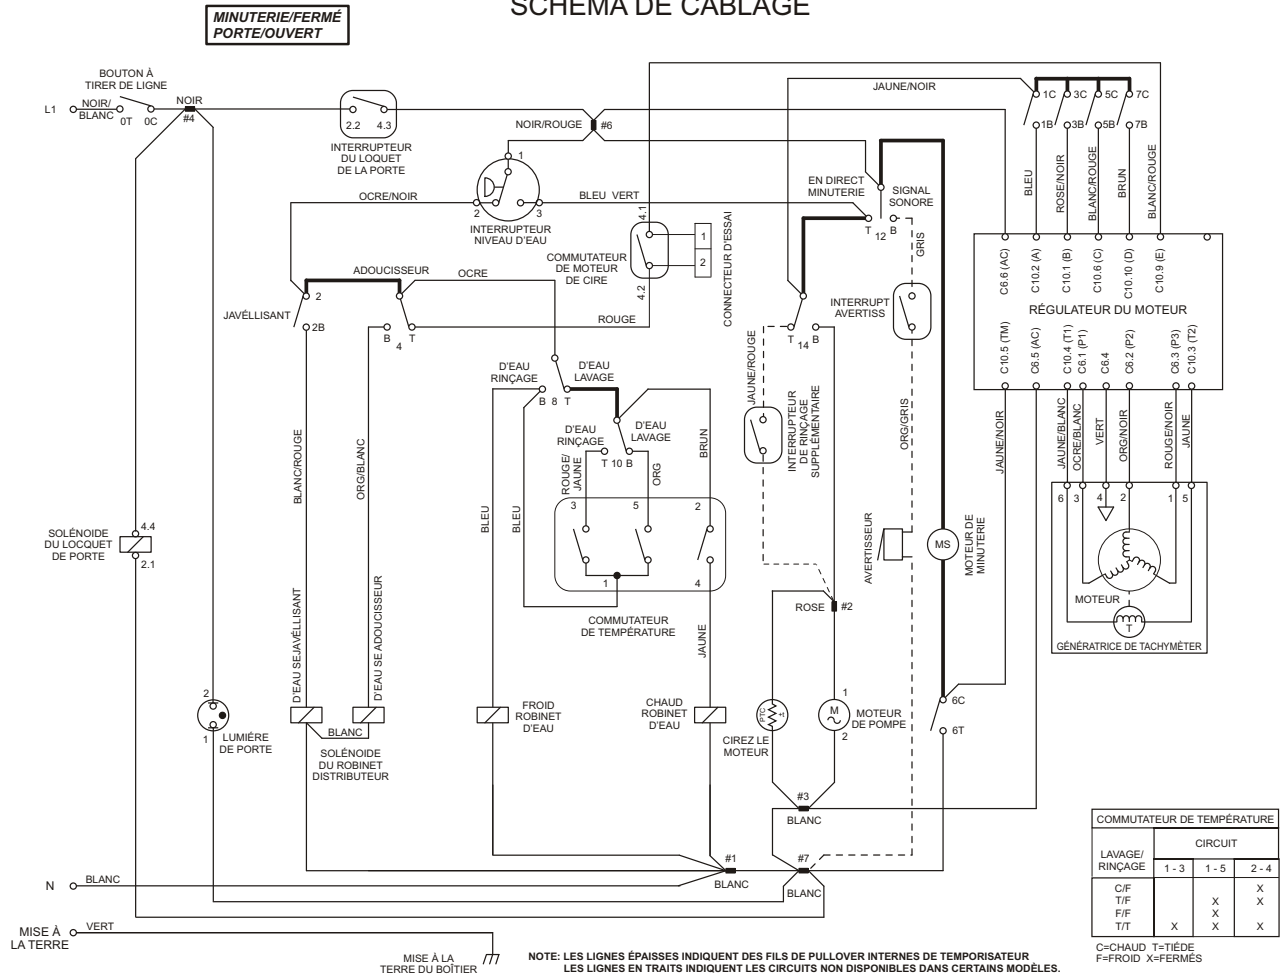 SCHÉMA DE CÂBLAGE
MINUTERIE/FERMÉ
PORTE/OUVERT
BOUTON À
TIRER DE LIGNE
L1
NOIR/
BLANC
0T
0C
NOIR
#4
2.2
4.3
INTERRUPTEUR
DU LOQUET
DE LA PORTE
NOIR/ROUGE
#6
JAUNE/NOIR
1C
3C
5C
7C
1B
3B
5B
7B
BLEU
ROSE/NOIR
BLANC/ROUGE
BRUN
BLANC/ROUGE
OCRE/NOIR
1
2
3
INTERRUPTEUR
NIVEAU D'EAU
BLEU VERT
4.1
COMMUTATEUR
DE MOTEUR
DE CIRE
4.2
1
2
CONNECTEUR D'ESSAI
EN DIRECT
MINUTERIE
SIGNAL
SONORE
T
12
B
GRIS
INTERRUPT
AVERTISS
C6.6 (AC)
C10.2 (A)
C10.1 (B)
C10.6 (C)
C10.10 (D)
C10.9 (E)
RÉGULATEUR DU MOTEUR
C10.5 (TM)
C6.5 (AC)
C10.4 (T1)
C6.1 (P1)
C6.4
C6.2 (P2)
C6.3 (P3)
C10.3 (T2)
ADOUCISSEUR
OCRE
2
JAVÉLLISANT
2B
B
4
T
ROUGE
T
14
B
D'EAU
RINÇAGE
D'EAU
LAVAGE
B
8
T
D'EAU
RINÇAGE
D'EAU
LAVAGE
T
10
B
ROUGE/
JAUNE
ORG
BRUN
JAUNE/ROUGE
INTERRUPTEUR
DE RINÇAGE
SUPPLÉMENTAIRE
ORG/GRIS
JAUNE/NOIR
JAUNE/BLANC
OCRE/BLANC
VERT
ORG/NOIR
ROUGE/NOIR
JAUNE
BLANC/ROUGE
ORG/BLANC
BLEU
BLEU
3
5
2
1
4
COMMUTATEUR
DE TEMPÉRATURE
SOLÉNOIDE
DU LOCQUET
DE PORTE
4.4
2.1
AVERTISSEUR
MS
MOTEUR DE
MINUTERIE
6
3
4
2
1
5
MOTEUR
T
GÉNÉRATRICE DE TACHYMÈTER
ROSE
#2
D'EAU SEJAVÉLLISANT
D'EAU SE ADOUCISSEUR
JAUNE
2
1
LUMIÉRE
DE PORTE
BLANC
SOLÉNOIDE
DU ROBINET
DISTRIBUTEUR
FROID
ROBINET
D'EAU
CHAUD
ROBINET
D'EAU
PTC
CIREZ LE
MOTEUR
M
1
2
MOTEUR
DE POMPE
6C
6T
#3
BLANC
#1
BLANC
#7
BLANC
N
BLANC
MISE À
LA TERRE
VERT
MISE À LA
TERRE DU BOÎTIER
COMMUTATEUR DE TEMPÉRATURE
LAVAGE/
RINÇAGE
CIRCUIT
1 - 3
1 - 5
2 - 4
C/F X
T/F X X
F/F X
T/T X X X
C=CHAUD T=TIÉDE
F=FROID X=FERMÉS
NOTE: LES LIGNES ÉPAISSES INDIQUENT DES FILS DE PULLOVER INTERNES DE TEMPORISATEUR
LES LIGNES EN TRAITS INDIQUENT LES CIRCUITS NON DISPONIBLES DANS CERTAINS MODÈLES.